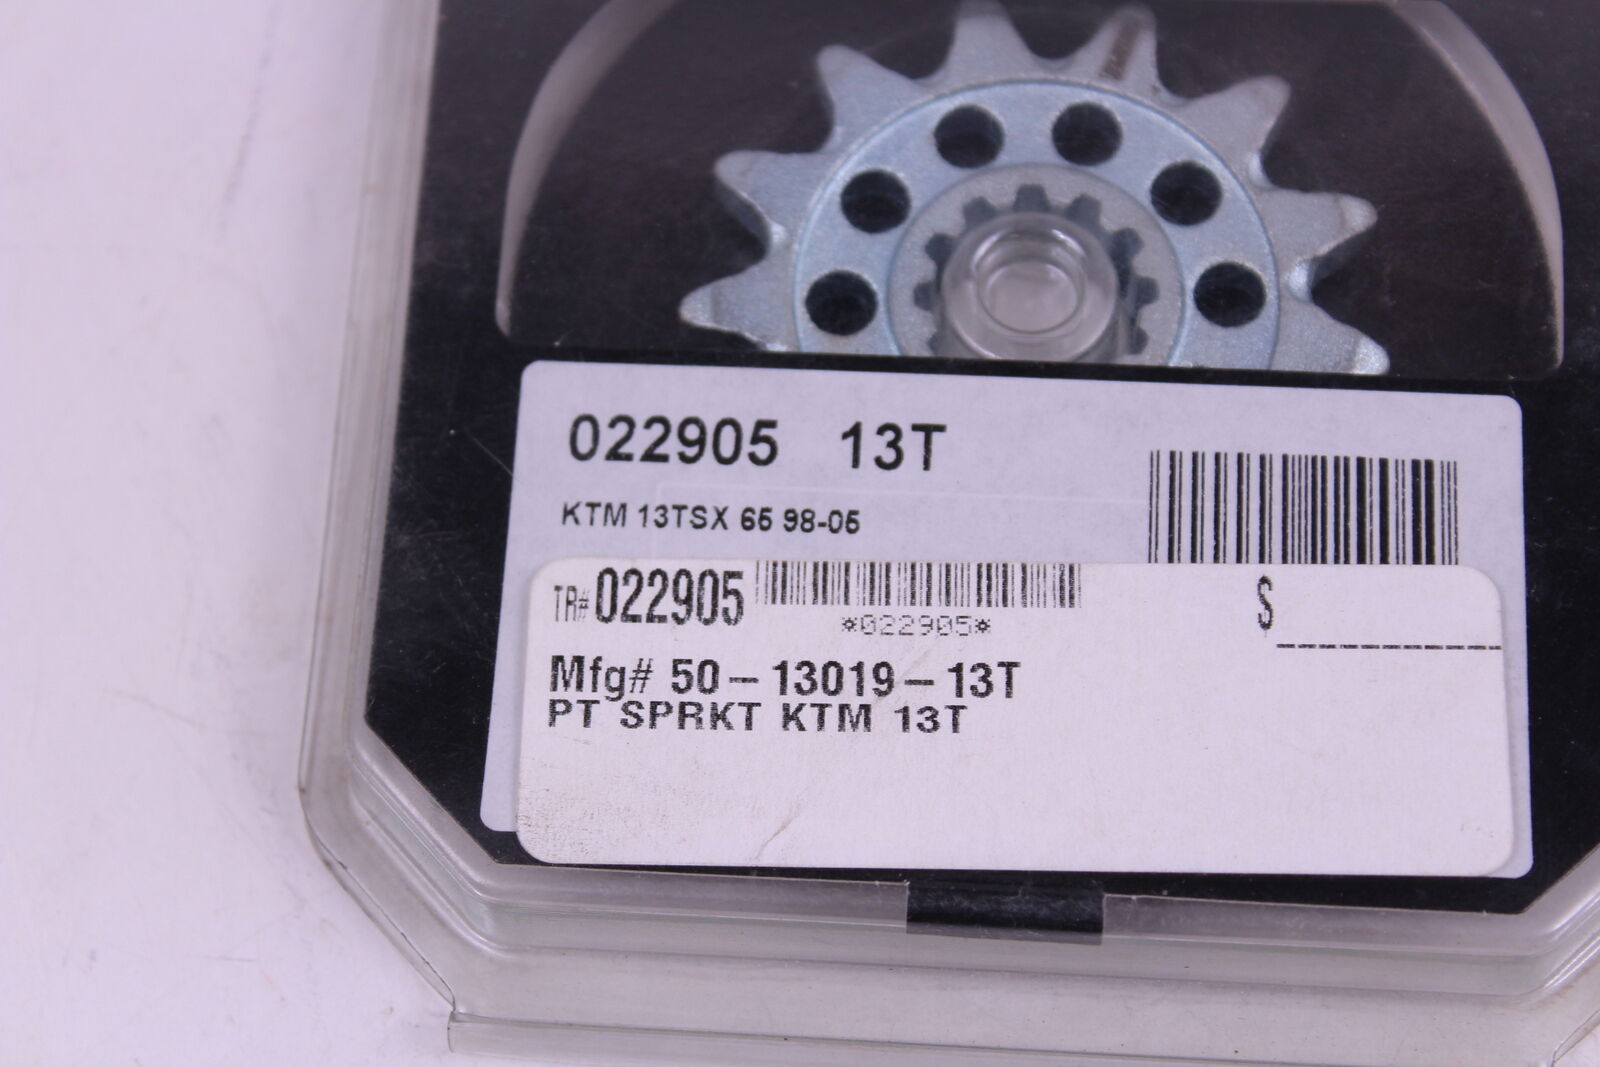 022905 13T
KTM 13TSX 65 98-05
TR# 022905
*022905*
$
Mfg# 50-13019-13T
PT SPRKT KTM 13T